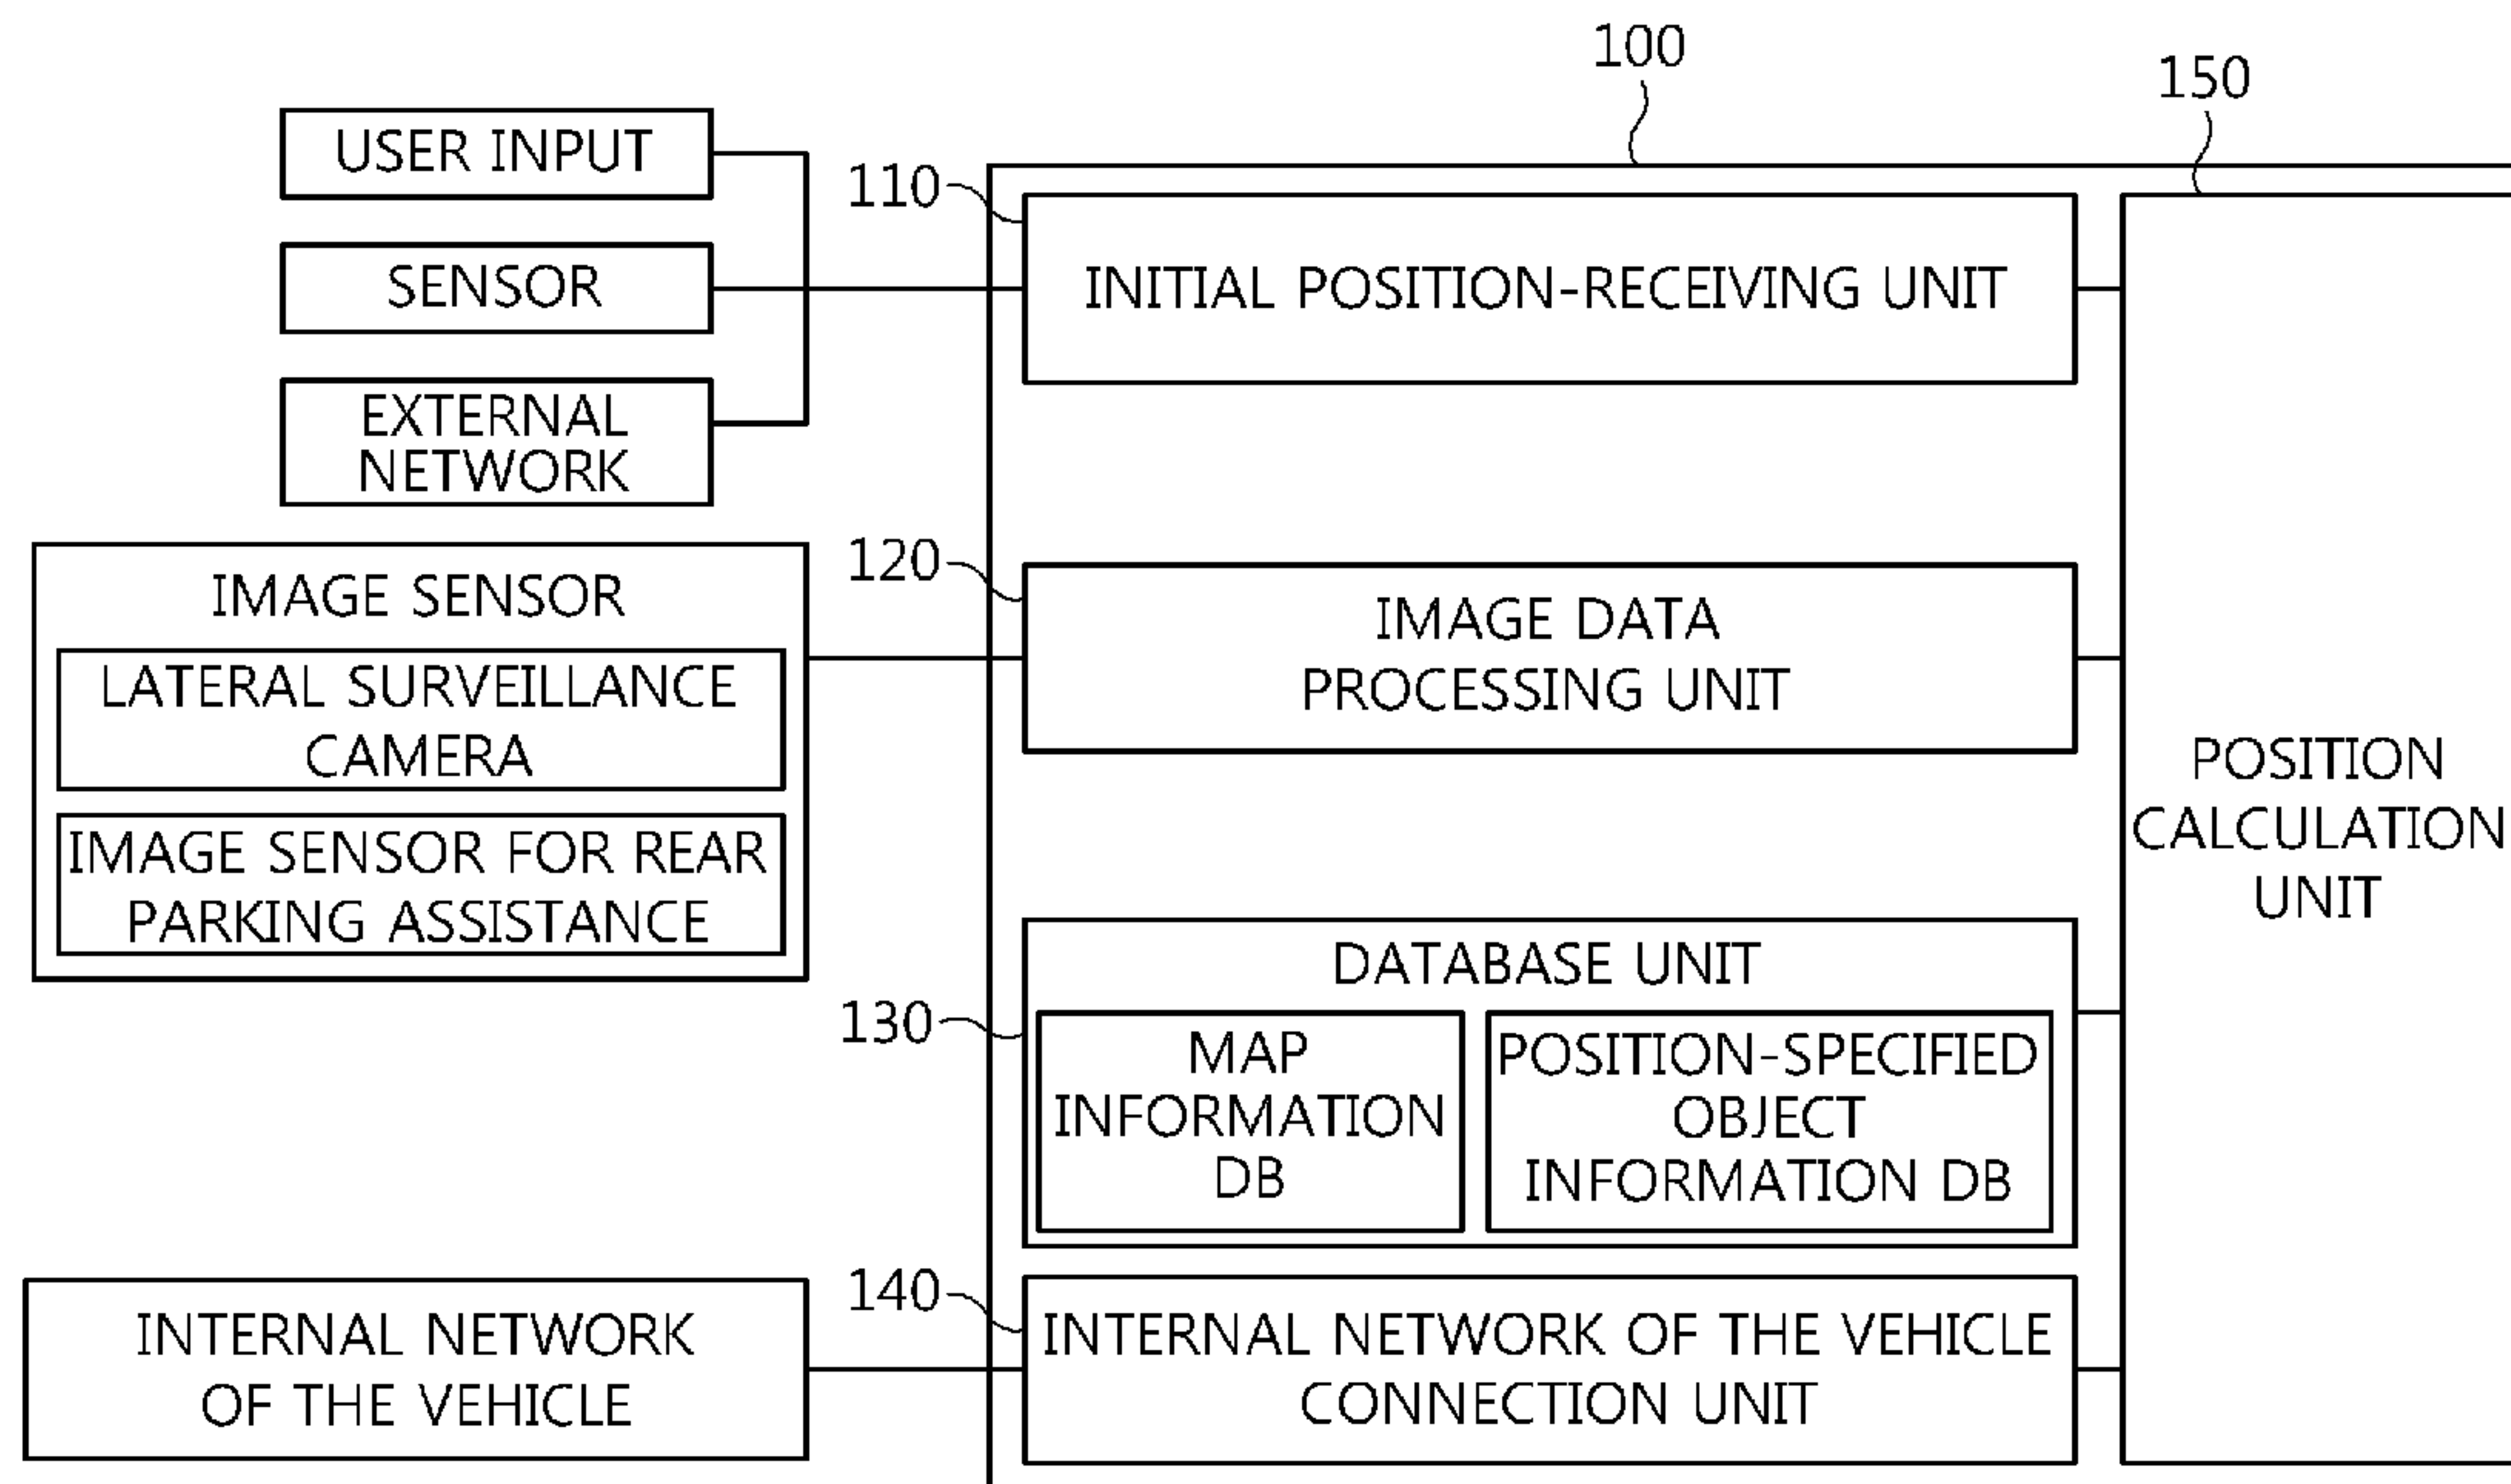 100
150
USER INPUT
110
SENSOR
INITIAL POSITION-RECEIVING UNIT
EXTERNAL
NETWORK
120
IMAGE SENSOR
LATERAL SURVEILLANCE
CAMERA
IMAGE SENSOR FOR REAR
PARKING ASSISTANCE
IMAGE DATA
PROCESSING UNIT
POSITION
CALCULATION
UNIT
130
DATABASE UNIT
MAP
INFORMATION
DB
POSITION-SPECIFIED
OBJECT
INFORMATION DB
140
INTERNAL NETWORK
OF THE VEHICLE
INTERNAL NETWORK OF THE VEHICLE
CONNECTION UNIT